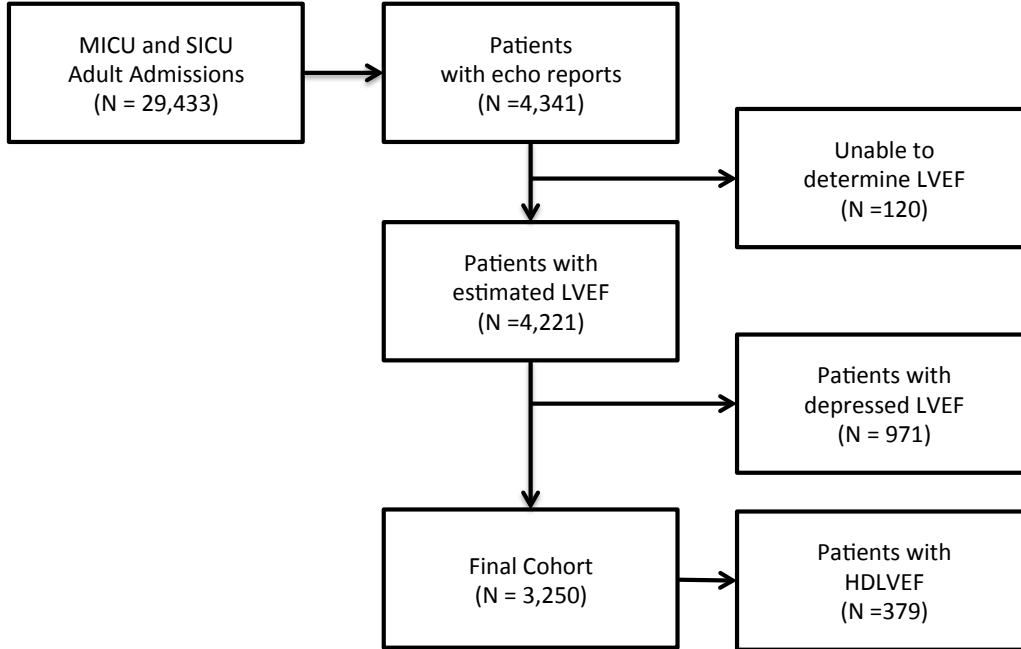 MICU and SICU
Adult Admissions
(N = 29,433)
Patients
with echo reports
(N =4,341)
Unable to
determine LVEF
(N =120)
Patients with
estimated LVEF
(N =4,221)
Patients with
depressed LVEF
(N = 971)
Final Cohort
(N = 3,250)
Patients with
HDLVEF
(N =379)